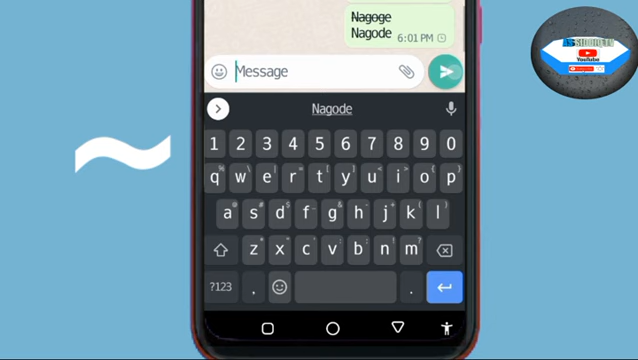 Nagoge
Nagode
6:01 PM
Message
Nagode
1 2 3 4 5 6 7 8 9 0
q w e r t y u i o p
a s d f g h j k l
z x c v b n m
?123 , .
YouTube
~